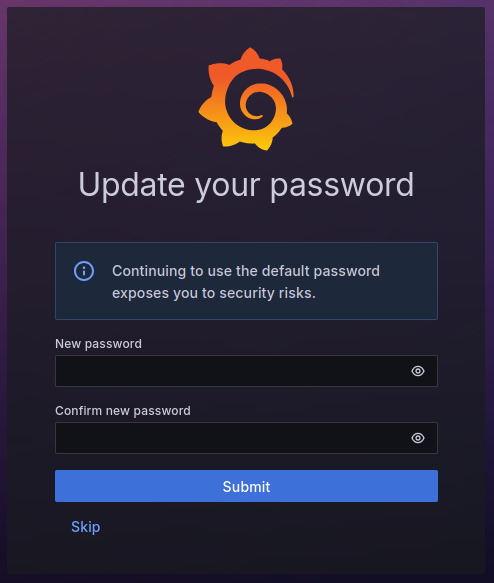 Update your password
Continuing to use the default password
exposes you to security risks.
New password
Confirm new password
Submit
Skip